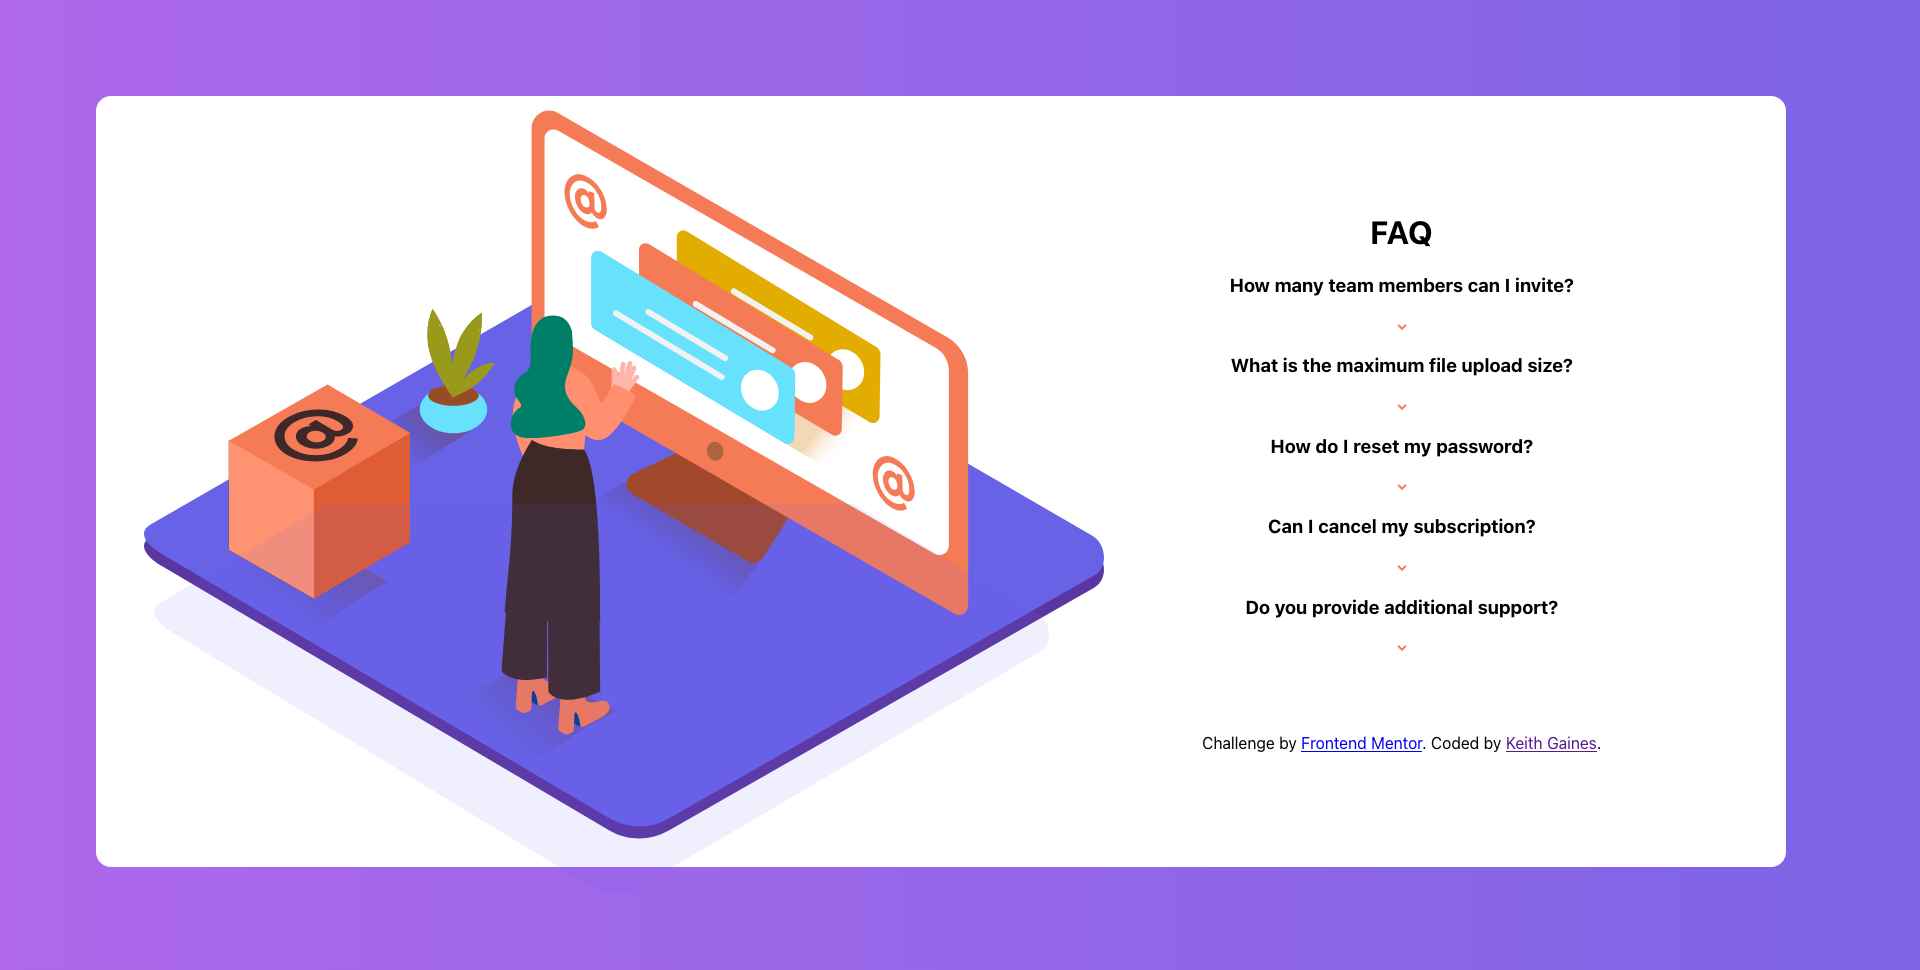 @
@
@
FAQ
How many team members can I invite?
What is the maximum file upload size?
How do I reset my password?
Can I cancel my subscription?
Do you provide additional support?
Challenge by Frontend Mentor. Coded by Keith Gaines.